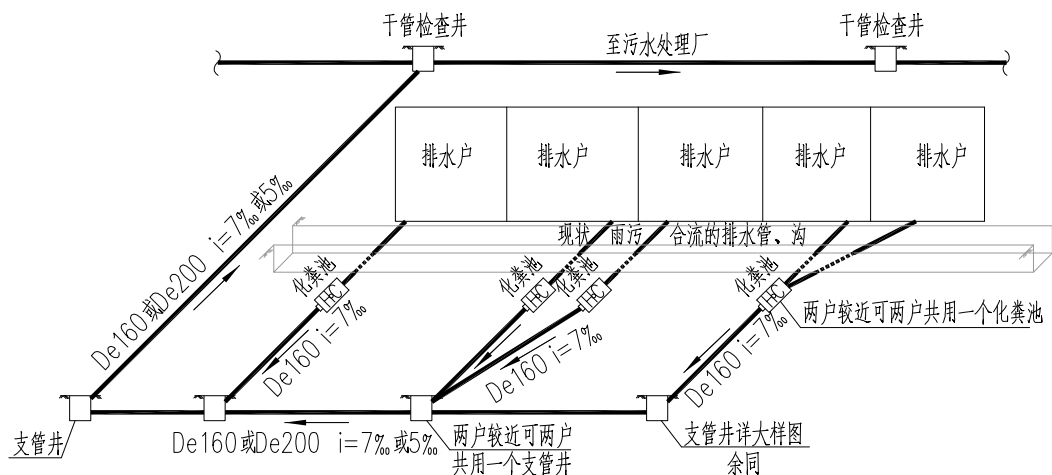 干管检查井
至污水处理厂
干管检查井
排水户
排水户
排水户
排水户
排水户
现状 雨污 合流的排水管、沟
De160或De200 i=7‰或5‰
化粪池
HFC
De160 i=7‰
化粪池
HFC
化粪池
HFC
De160 i=7‰
化粪池
HFC
两户较近可两户共用一个化粪池
De160 i=7‰
支管井
De160或De200 i=7‰或5‰
两户较近可两户
共用一个支管井
支管井详大样图
余同